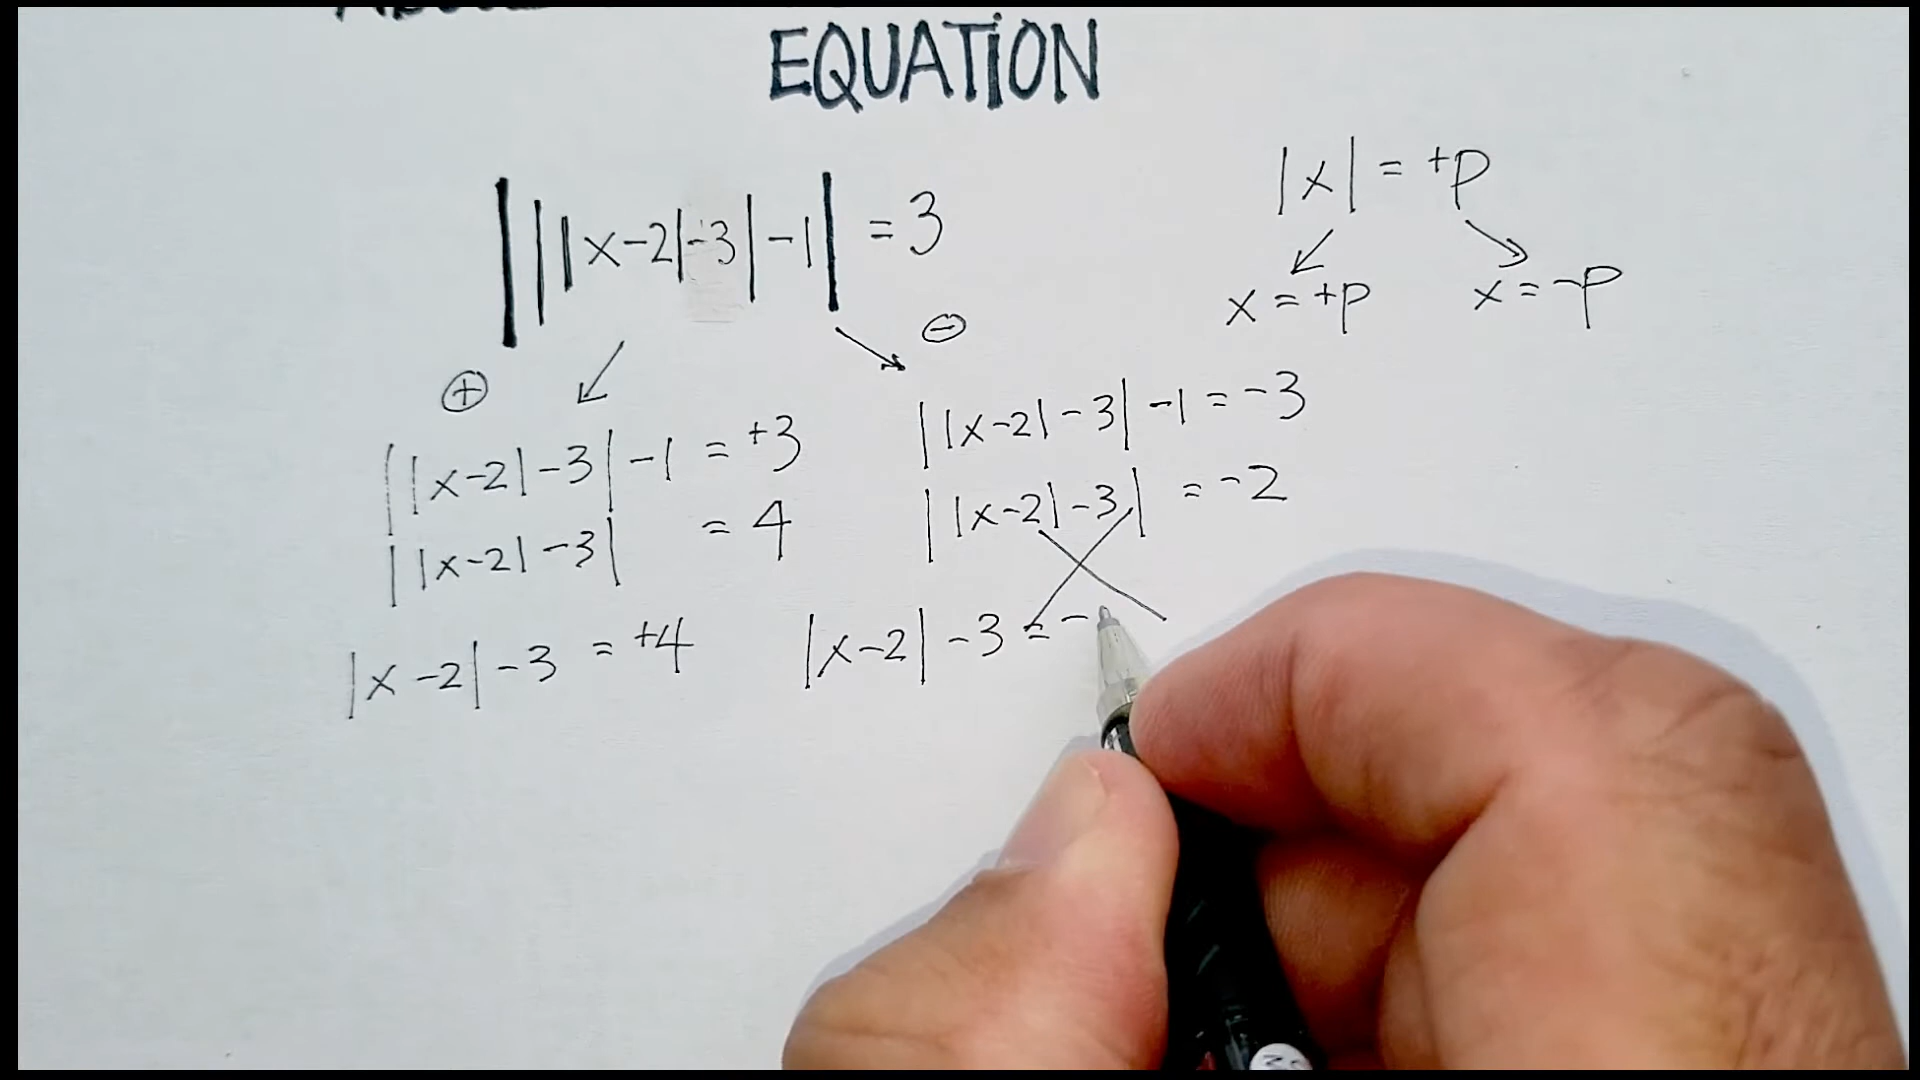 EQUATION
|||x-2|-3|-1| = 3
|x| = +p
x = +p
x = -p
⊕
⊖
||x-2|-3|-1 = +3
||x-2|-3|-1 = -3
||x-2|-3| = 4
||x-2|-3| = -2
|x-2|-3 = +4
|x-2|-3 = -